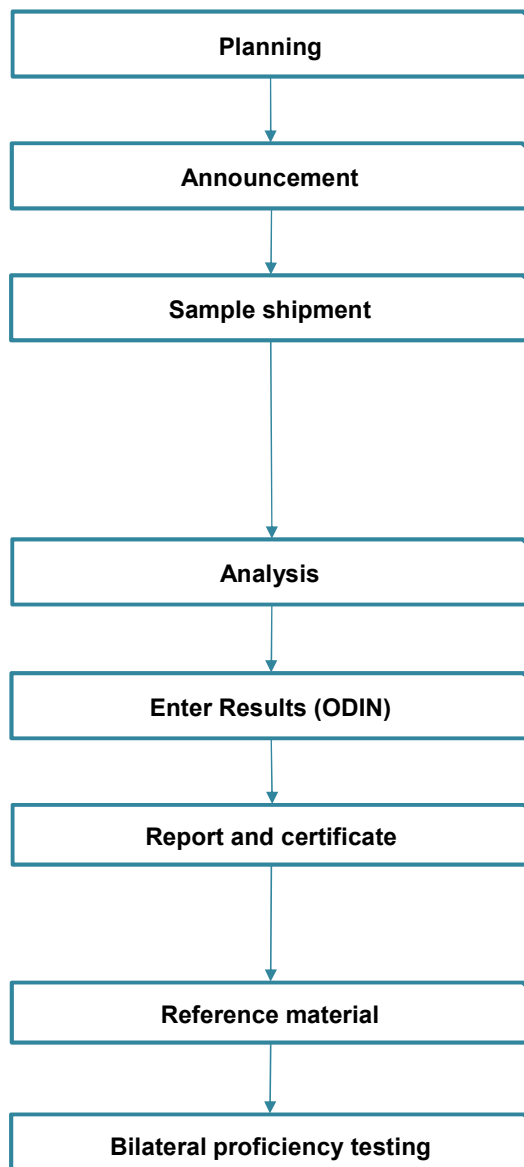 Planning
Announcement
Sample shipment
Analysis
Enter Results (ODIN)
Report and certificate
Reference material
Bilateral proficiency testing